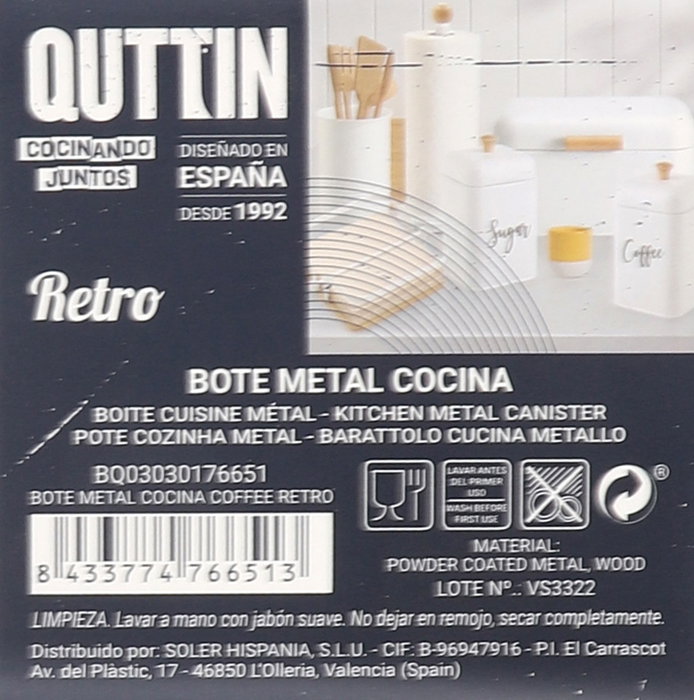 QUTTIN
COCINANDO
JUNTOS
DISEÑADO EN
ESPAÑA
DESDE 1992
Sugar
Coffee
Retro
BOTE METAL COCINA
BOITE CUISINE MÉTAL - KITCHEN METAL CANISTER
POTE COZINHA METAL - BARATTOLO CUCINA METALLO
BQ03030176651
BOTE METAL COCINA COFFEE RETRO
LAVAR ANTES
DEL PRIMER
USO
WASH BEFORE
FIRST USE
®
8 433774 766513
MATERIAL:
POWDER COATED METAL, WOOD
LOTE Nº.: VS3322
LIMPIEZA. Lavar a mano con jabón suave. No dejar en remojo, secar completamente.
Distribuido por: SOLER HISPANIA, S.L.U. - CIF: B-96947916 - P.I. El Carrascot
Av. del Plàstic, 17 - 46850 L'Olleria, Valencia (Spain)